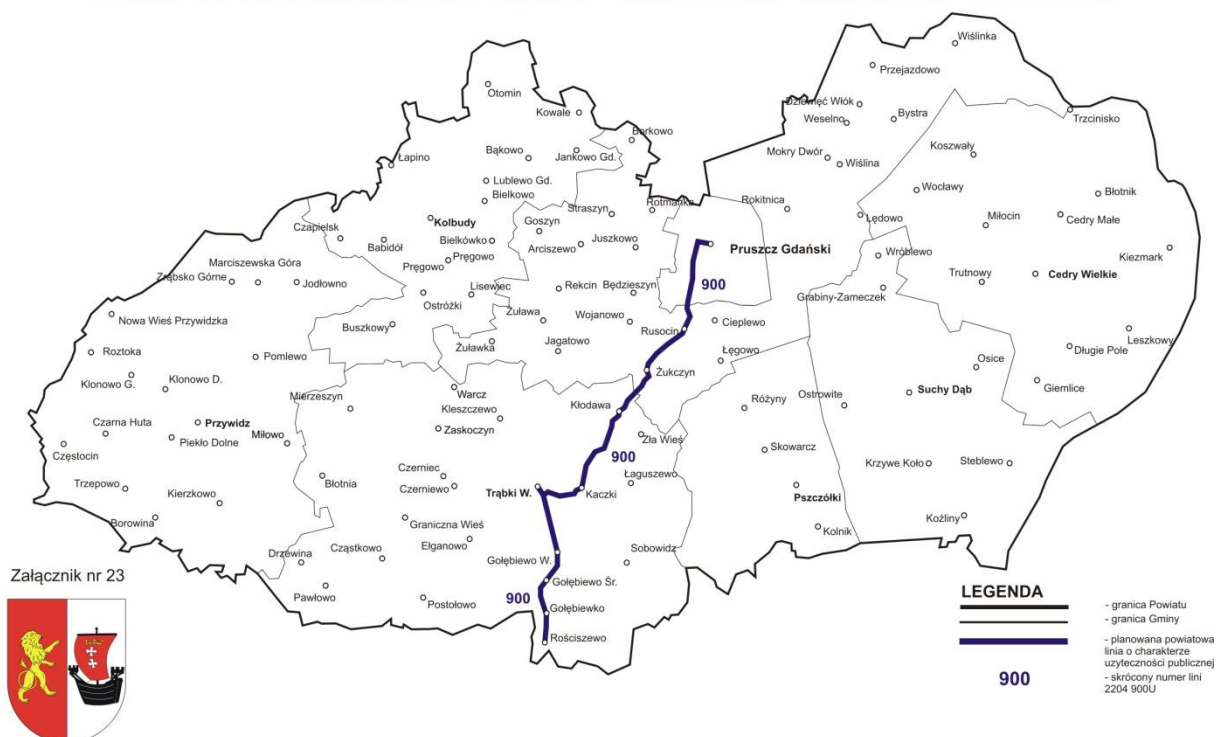 Wiślinka
Przejazdowo
Otomin
Dziewięć Włók
Trzcinisko
Kowale
Weselno
Bystra
Borkowo
Bąkowo
Jankowo Gd.
Mokry Dwór
Wiślina
Koszwały
Łapino
Lublewo Gd.
Bielkowo
Wocławy
Błotnik
Straszyn
Rotmanka
Rokitnica
Kolbudy
Goszyn
Lędowo
Miłocin
Cedry Małe
Czapielsk
Babidół
Bielkówko
Arciszewo
Juszkowo
Pruszcz Gdański
Wróblewo
Kiezmark
Pręgowo
Pręgowo
Marciszewska Góra
Zrąbsko Górne
Jodłowno
Trutnowy
Cedry Wielkie
900
Ostróżki
Lisewiec
Rekcin
Będzieszyn
Grabiny-Zameczek
Nowa Wieś Przywidzka
Buszkowy
Żuława
Wojanowo
Rusocin
Cieplewo
Leszkowy
Roztoka
Pomlewo
Żuławka
Jagatowo
Łęgowo
Osice
Długie Pole
Klonowo G.
Klonowo D.
Żukczyn
Giemlice
Mierzeszyn
Warcz
Kleszczewo
Kłodawa
Różyny
Ostrowite
Suchy Dąb
Czarna Huta
Przywidz
Zaskoczyn
Piekło Dolne
Miłowo
Zła Wieś
Częstocin
900
Skowarcz
Krzywe Koło
Steblewo
Trzepowo
Kierzkowo
Błotnia
Czerniec
Czerniewo
Trąbki W.
Kaczki
Łaguszewo
Pszczółki
Borowina
Graniczna Wieś
Koźliny
Kolnik
Ełganowo
Drzewina
Cząstkowo
Gołębiewo W.
Sobowidz
Załącznik nr 23
Gołębiewo Śr.
Pawłowo
Postołowo
900
Gołębiewko
Rościszewo
LEGENDA
- granica Powiatu
- granica Gminy
- planowana powiatowa
linia o charakterze
uzyteczności publicznej
900
- skrócony numer lini
2204 900U